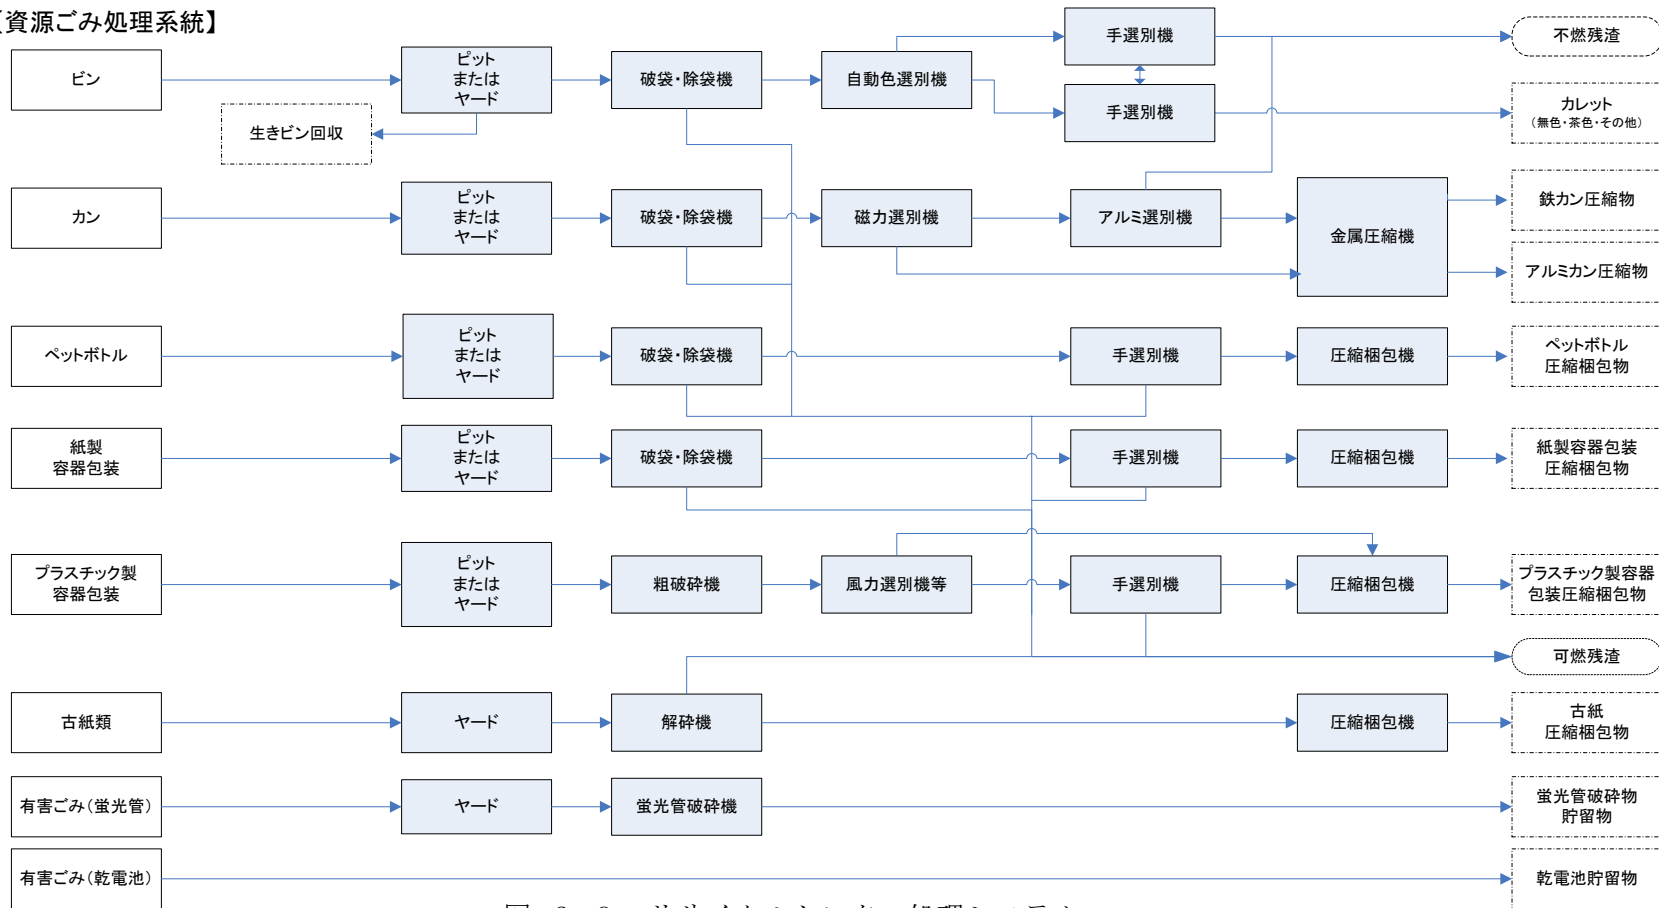 【資源ごみ処理系統】
ビン
ピット
または
ヤード
破袋・除袋機
自動色選別機
手選別機
手選別機
不燃残渣
カレット
（無色・茶色・その他）
生きビン回収
カン
ピット
または
ヤード
破袋・除袋機
磁力選別機
アルミ選別機
金属圧縮機
鉄カン圧縮物
アルミカン圧縮物
ペットボトル
ピット
または
ヤード
破袋・除袋機
手選別機
圧縮梱包機
ペットボトル
圧縮梱包物
紙製
容器包装
ピット
または
ヤード
破袋・除袋機
手選別機
圧縮梱包機
紙製容器包装
圧縮梱包物
プラスチック製
容器包装
ピット
または
ヤード
粗破砕機
風力選別機等
手選別機
圧縮梱包機
プラスチック製容器
包装圧縮梱包物
可燃残渣
古紙類
ヤード
解砕機
圧縮梱包機
古紙
圧縮梱包物
有害ごみ（蛍光管）
ヤード
蛍光管破砕機
蛍光管破砕物
貯留物
有害ごみ（乾電池）
乾電池貯留物